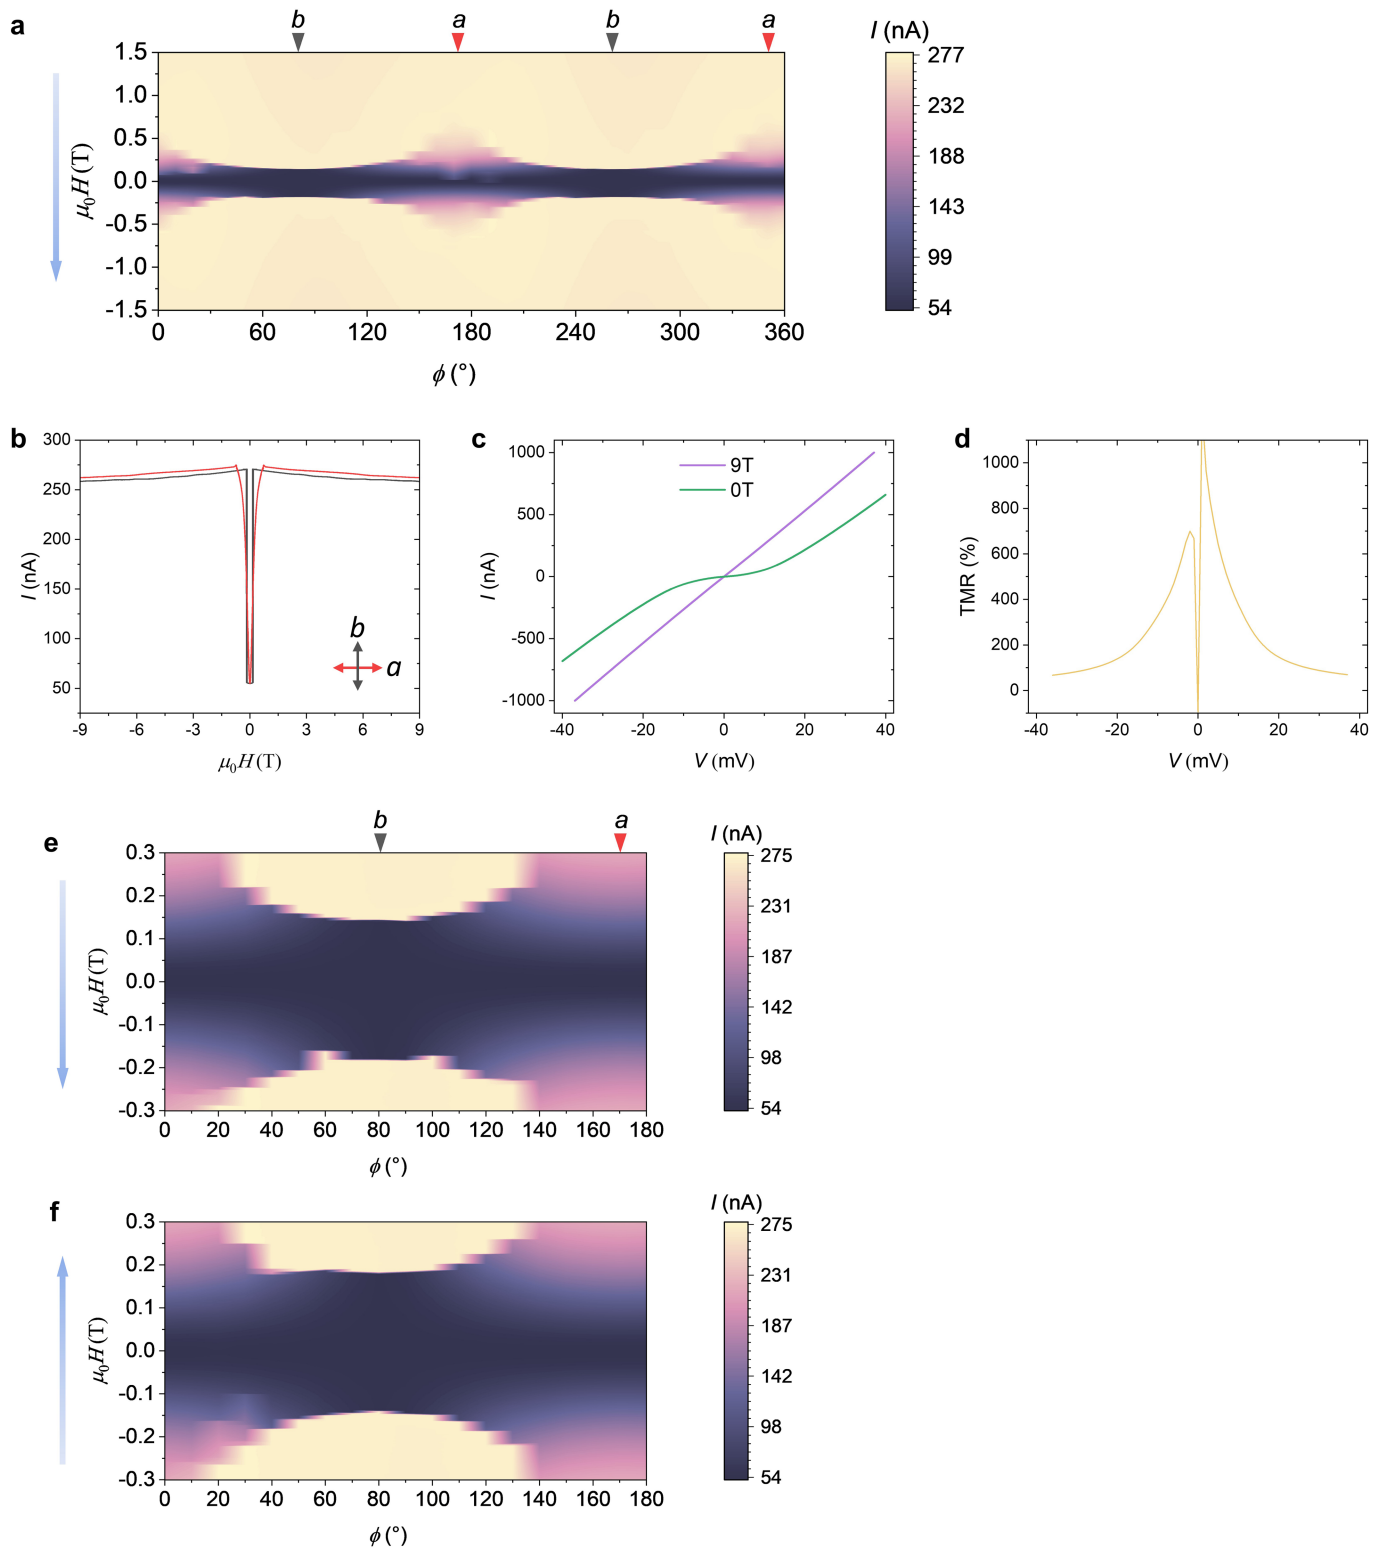 a
b a b a
I (nA)
1.5
1.0
0.5
0.0
-0.5
-1.0
-1.5
μ0H(T)
0 60 120 180 240 300 360
ϕ (°)
277
232
188
143
99
54
b
300
250
200
150
100
50
I (nA)
b
a
-9 -6 -3 0 3 6 9
μ0H(T)
c
1000
500
0
-500
-1000
I (nA)
9T
0T
-40 -20 0 20 40
V (mV)
d
1000
800
600
400
200
0
TMR (%)
-40 -20 0 20 40
V (mV)
e
b a
I (nA)
0.3
0.2
0.1
0.0
-0.1
-0.2
-0.3
μ0H(T)
0 20 40 60 80 100 120 140 160 180
ϕ (°)
275
231
187
142
98
54
f
I (nA)
0.3
0.2
0.1
0.0
-0.1
-0.2
-0.3
μ0H(T)
0 20 40 60 80 100 120 140 160 180
ϕ (°)
275
231
187
142
98
54